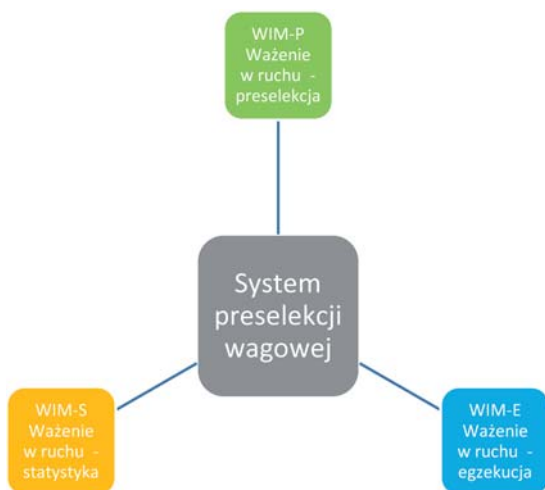 WIM-P
Ważenie
w ruchu -
preselekcja
System
preselekcji
wagowej
WIM-S
Ważenie
w ruchu -
statystyka
WIM-E
Ważenie
w ruchu -
egzekucja